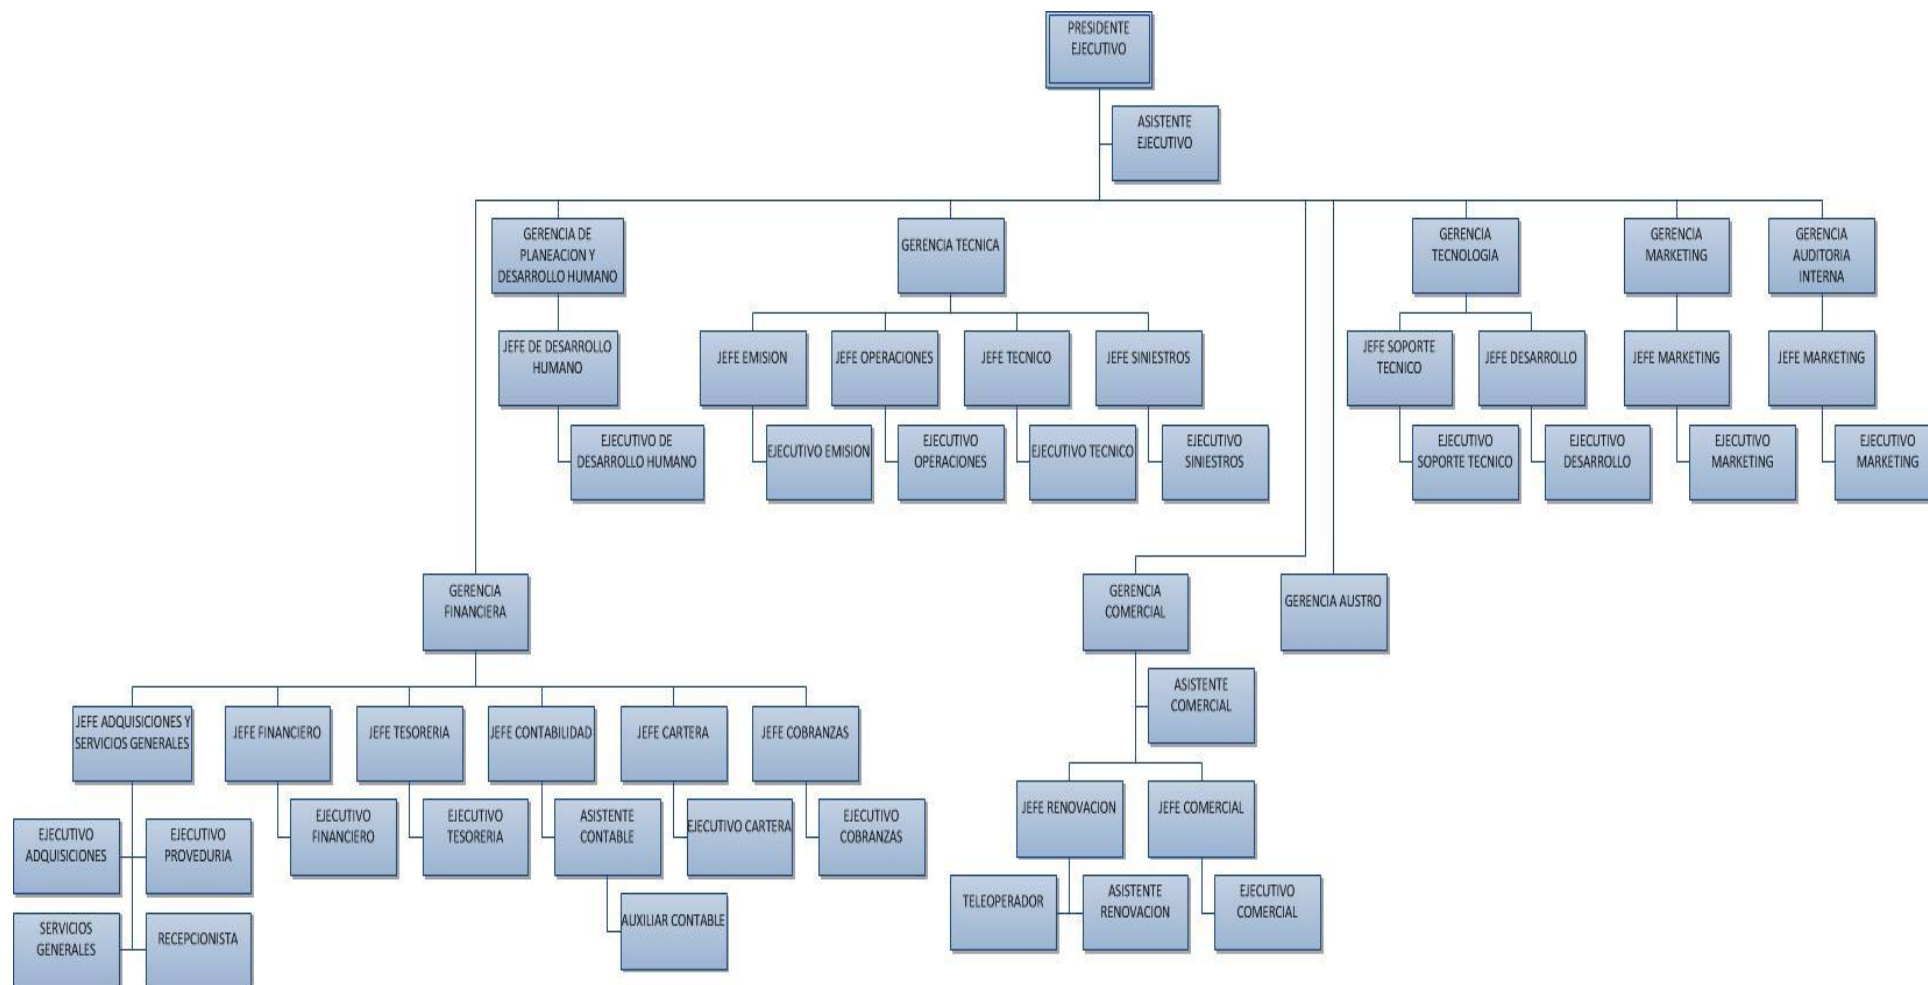 PRESIDENTE
EJECUTIVO
ASISTENTE
EJECUTIVO
GERENCIA DE
PLANEACION Y
DESARROLLO HUMANO
GERENCIA TECNICA
GERENCIA
TECNOLOGIA
GERENCIA
MARKETING
GERENCIA
AUDITORIA
INTERNA
JEFE DE DESARROLLO
HUMANO
JEFE EMISION
JEFE OPERACIONES
JEFE TECNICO
JEFE SINIESTROS
JEFE SOPORTE
TECNICO
JEFE DESARROLLO
JEFE MARKETING
JEFE MARKETING
EJECUTIVO DE
DESARROLLO HUMANO
EJECUTIVO EMISION
EJECUTIVO
OPERACIONES
EJECUTIVO TECNICO
EJECUTIVO
SINIESTROS
EJECUTIVO
SOPORTE TECNICO
EJECUTIVO
DESARROLLO
EJECUTIVO
MARKETING
EJECUTIVO
MARKETING
GERENCIA
FINANCIERA
GERENCIA
COMERCIAL
GERENCIA AUSTRO
ASISTENTE
COMERCIAL
JEFE ADQUISICIONES Y
SERVICIOS GENERALES
JEFE FINANCIERO
JEFE TESORERIA
JEFE CONTABILIDAD
JEFE CARTERA
JEFE COBRANZAS
JEFE RENOVACION
JEFE COMERCIAL
EJECUTIVO
ADQUISICIONES
EJECUTIVO
PROVEDURIA
EJECUTIVO
FINANCIERO
EJECUTIVO
TESORERIA
ASISTENTE
CONTABLE
EJECUTIVO CARTERA
EJECUTIVO
COBRANZAS
TELEOPERADOR
ASISTENTE
RENOVACION
EJECUTIVO
COMERCIAL
SERVICIOS
GENERALES
RECEPCIONISTA
AUXILIAR CONTABLE